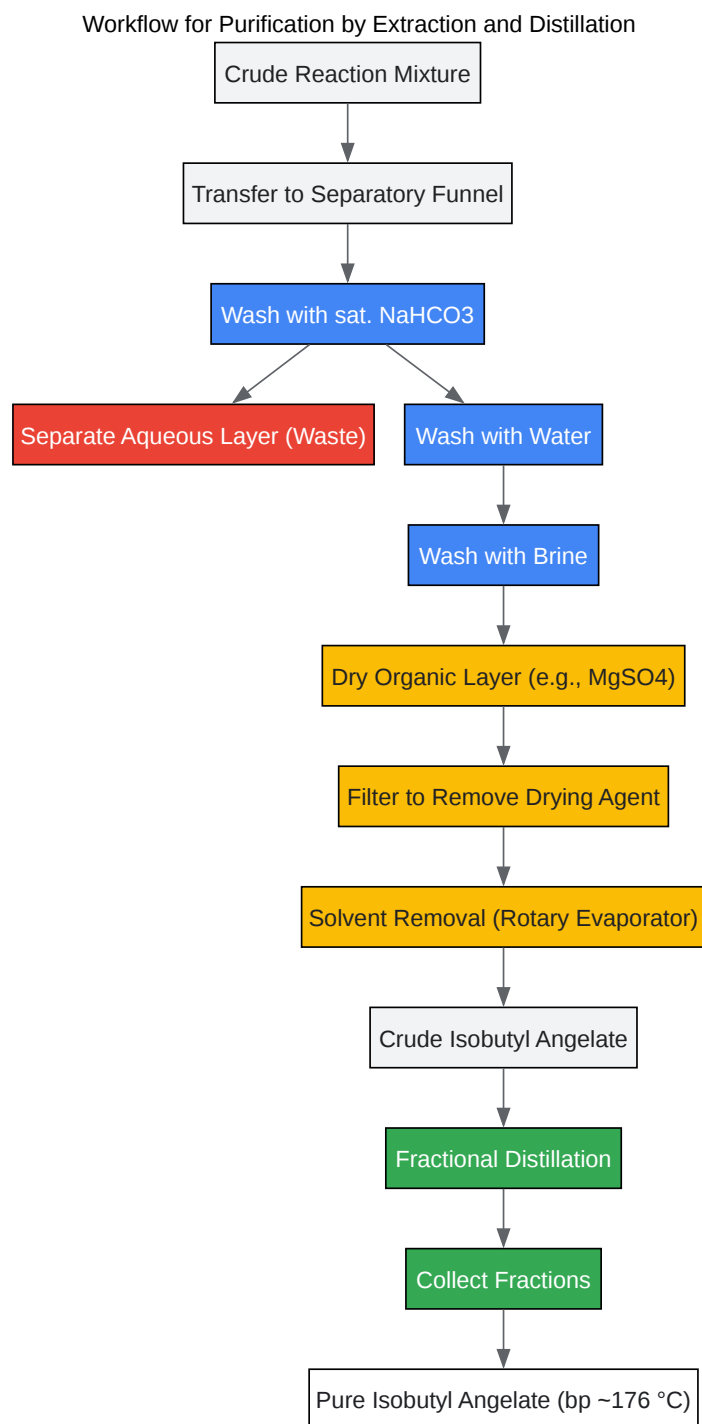 Workflow for Purification by Extraction and Distillation
Crude Reaction Mixture
Transfer to Separatory Funnel
Wash with sat. NaHCO3
Separate Aqueous Layer (Waste)
Wash with Water
Wash with Brine
Dry Organic Layer (e.g., MgSO4)
Filter to Remove Drying Agent
Solvent Removal (Rotary Evaporator)
Crude Isobutyl Angelate
Fractional Distillation
Collect Fractions
Pure Isobutyl Angelate (bp ~176 °C)